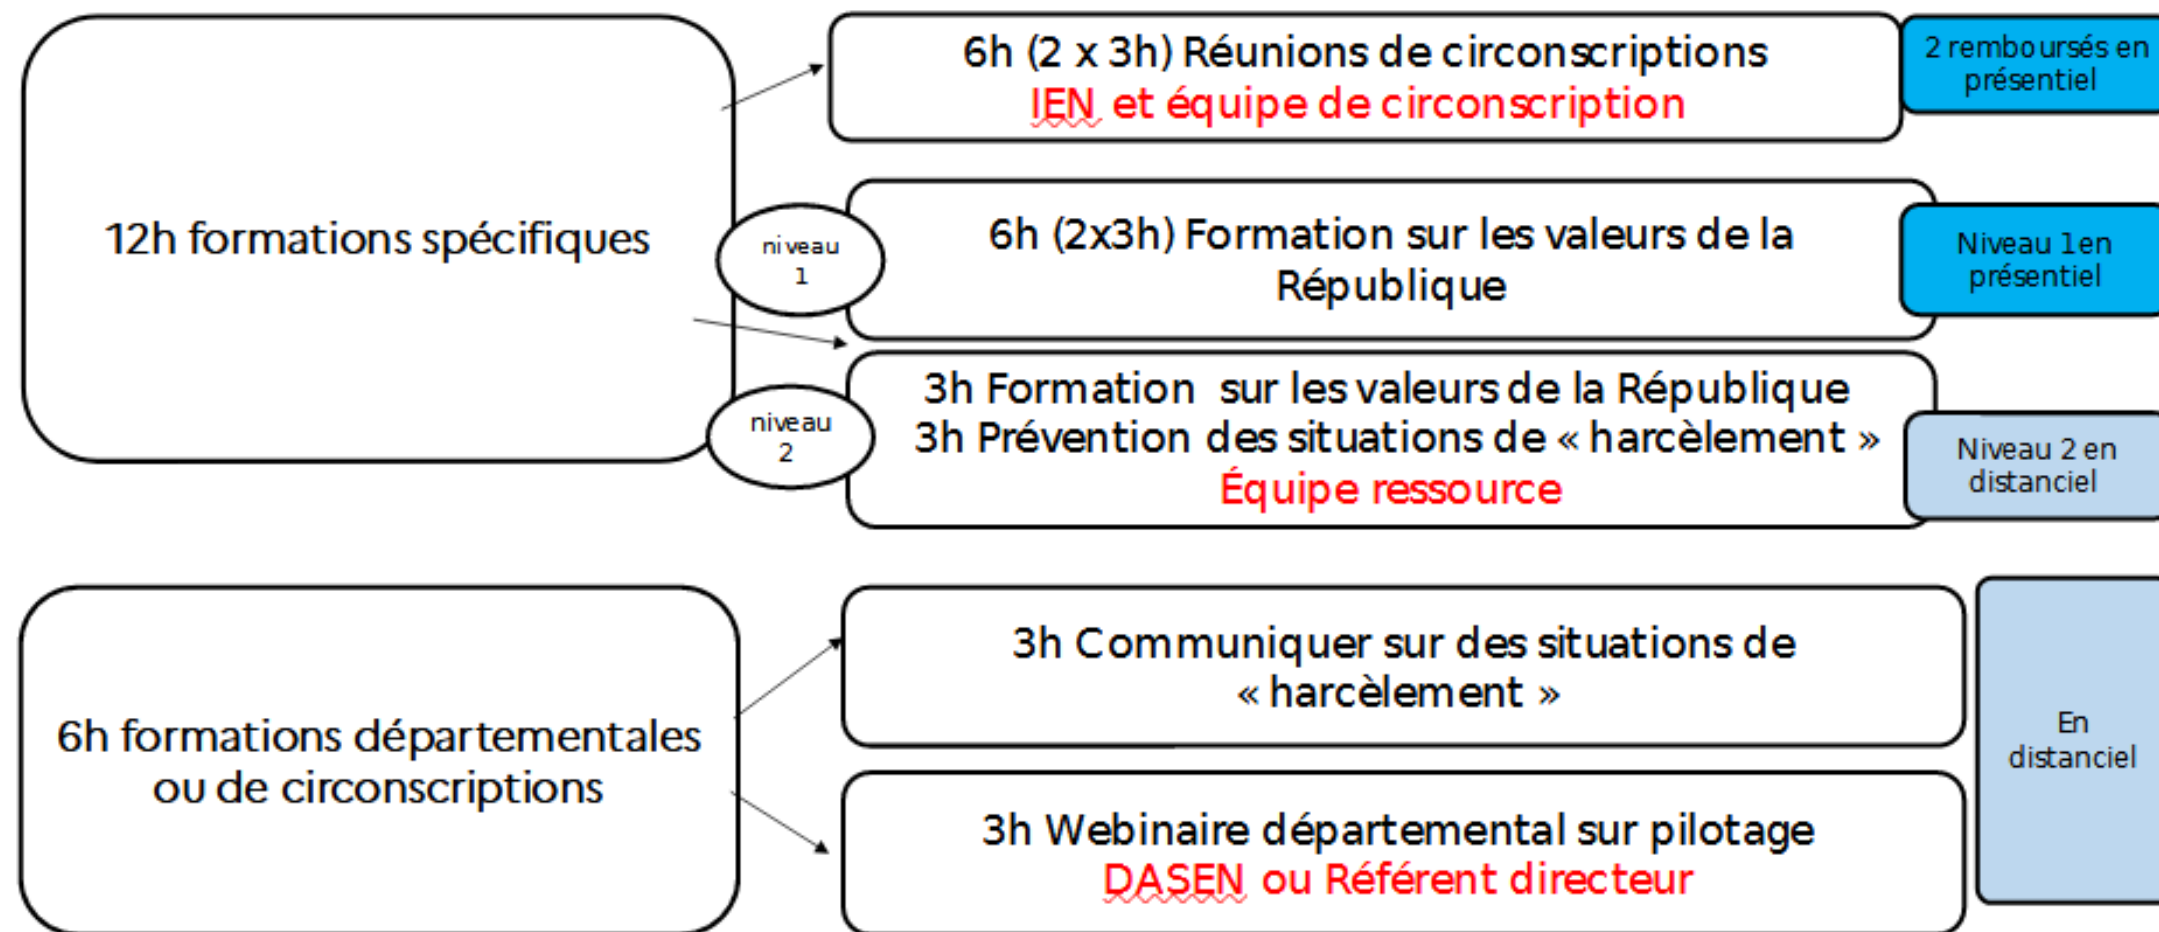 12h formations spécifiques
6h (2 x 3h) Réunions de circonscriptions
IEN et équipe de circonscription
2 remboursés en
présentiel
niveau
1
6h (2x3h) Formation sur les valeurs de la
République
Niveau 1 en
présentiel
niveau
2
3h Formation sur les valeurs de la République
3h Prévention des situations de « harcèlement »
Équipe ressource
Niveau 2 en
distanciel
6h formations départementales
ou de circonscriptions
3h Communiquer sur des situations de
« harcèlement »
3h Webinaire départemental sur pilotage
DASEN ou Référent directeur
En
distanciel